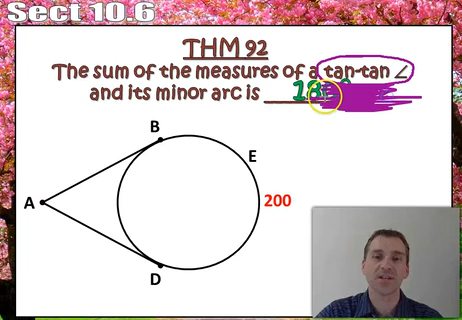 Sect 10.6
THM 92
The sum of the measures of a tan-tan ∠
and its minor arc is 18
B
E
A
200
D